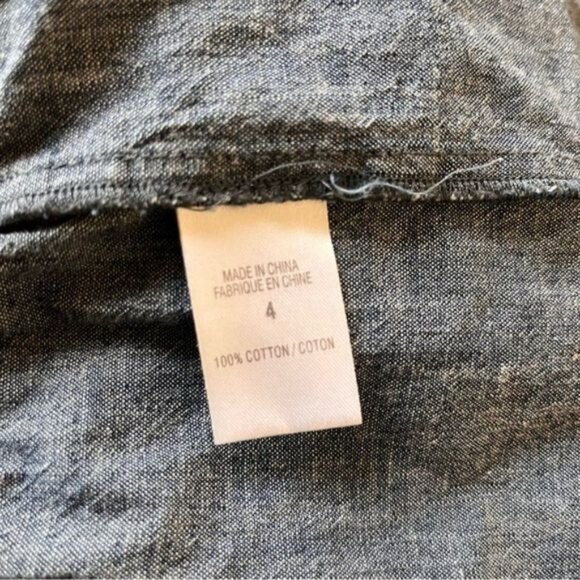 MADE IN CHINA
FABRIQUE EN CHINE
4
100% COTTON / COTON